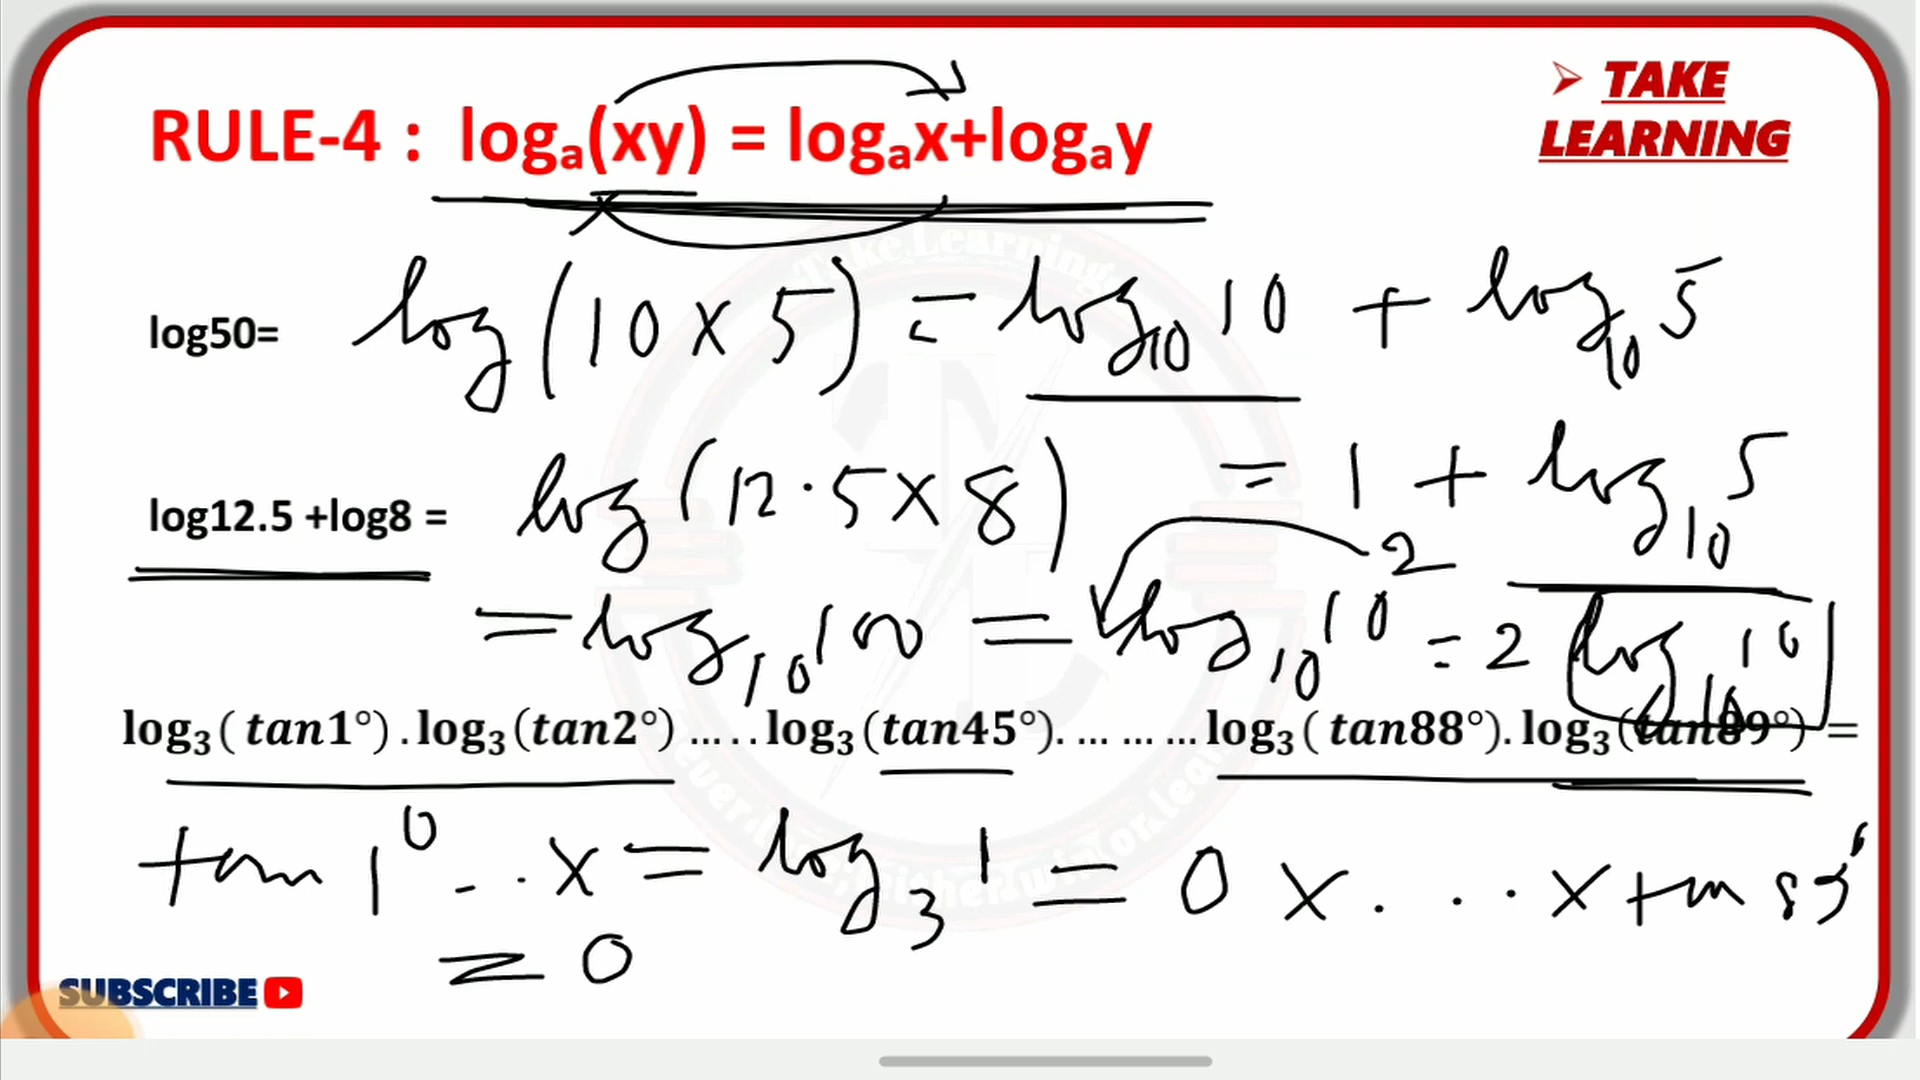 TAKE
LEARNING
RULE-4 : logₐ(xy) = logₐx+logₐy
log50= log(10×5) = log₁₀10 + log₁₀5
= 1 + log₁₀5
log12.5 +log8 = log(12.5×8)
= log₁₀100 = log₁₀10² = 2 log₁₀10
log₃( tan1°) . log₃(tan2°) ..... log₃(tan45°). ... ... ... log₃( tan88°). log₃(tan89°) =
tan 1° - . . × = log₃1 = 0 × . . . × tan 89°
= 0
SUBSCRIBE